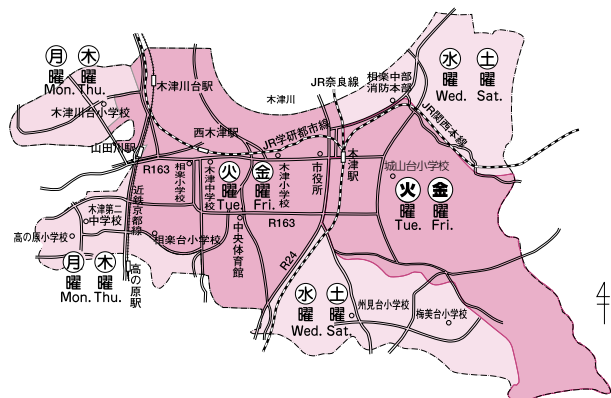 月 木
曜 曜
Mon. Thu.
木津川台小学校
木津川台駅
木津川
JR奈良線
相楽中部
消防本部
水 土
曜 曜
Wed. Sat.
JR関西本線
西木津駅
JR学研都市線
山田川駅
R163
相楽小学校
木津中学校
火 金
曜 曜
Tue. Fri.
木津小学校
市役所
木津駅
城山台小学校
火 金
曜 曜
Tue. Fri.
近鉄京都線
木津第二
中学校
高の原小学校
相楽台小学校
中央体育館
R163
R24
月 木
曜 曜
Mon. Thu.
高の原駅
水 土
曜 曜
Wed. Sat.
州見台小学校
梅美台小学校